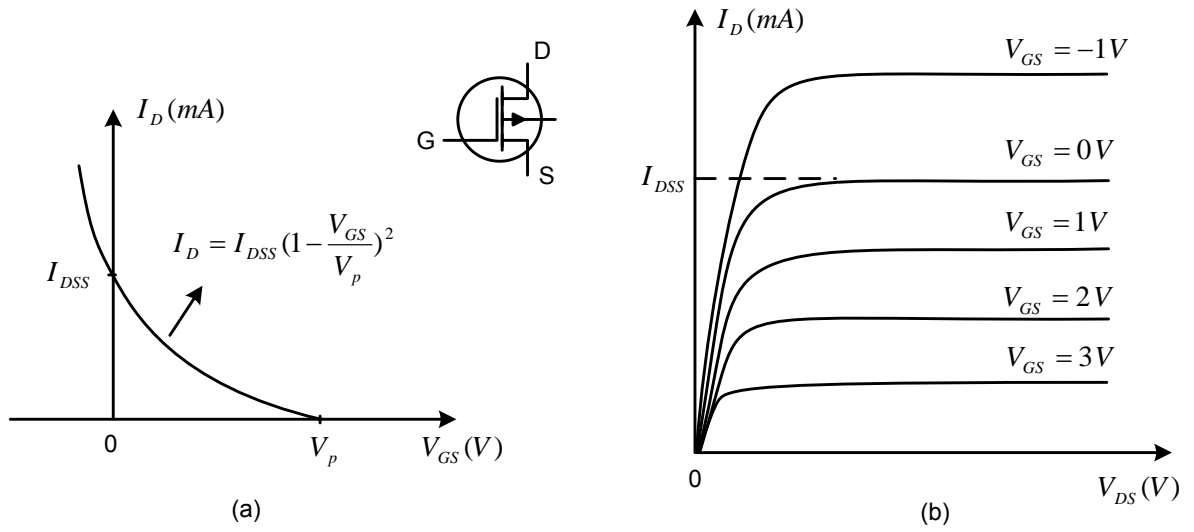 I_D (mA)
D
G
S
I_D = I_DSS (1 - V_GS / V_p)^2
I_DSS
0
V_p
V_GS (V)
(a)
I_D (mA)
V_GS = -1V
V_GS = 0V
I_DSS
V_GS = 1V
V_GS = 2V
V_GS = 3V
0
V_DS (V)
(b)